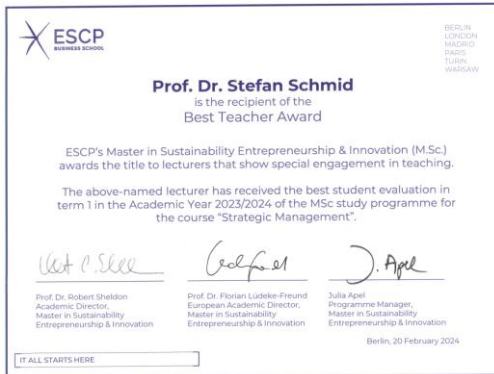 ESCP
BUSINESS SCHOOL
BERLIN
LONDON
MADRID
PARIS
TURIN
WARSAW
Prof. Dr. Stefan Schmid
is the recipient of the
Best Teacher Award
ESCP's Master in Sustainability Entrepreneurship & Innovation (M.Sc.)
awards the title to lecturers that show special engagement in teaching.
The above-named lecturer has received the best student evaluation in
term 1 in the Academic Year 2023/2024 of the MSc study programme for
the course "Strategic Management".
J. Apel
Prof. Dr. Robert Sheldon
Academic Director,
Master in Sustainability
Entrepreneurship & Innovation
Prof. Dr. Florian Lüdeke-Freund
European Academic Director,
Master in Sustainability
Entrepreneurship & Innovation
Julia Apel
Programme Manager,
Master in Sustainability
Entrepreneurship & Innovation
Berlin, 20 February 2024
IT ALL STARTS HERE